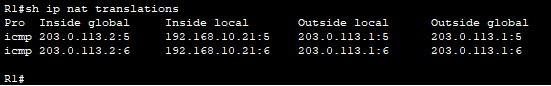 R1#sh ip nat translations
Pro Inside global Inside local Outside local Outside global
icmp 203.0.113.2:5 192.168.10.21:5 203.0.113.1:5 203.0.113.1:5
icmp 203.0.113.2:6 192.168.10.21:6 203.0.113.1:6 203.0.113.1:6
R1#